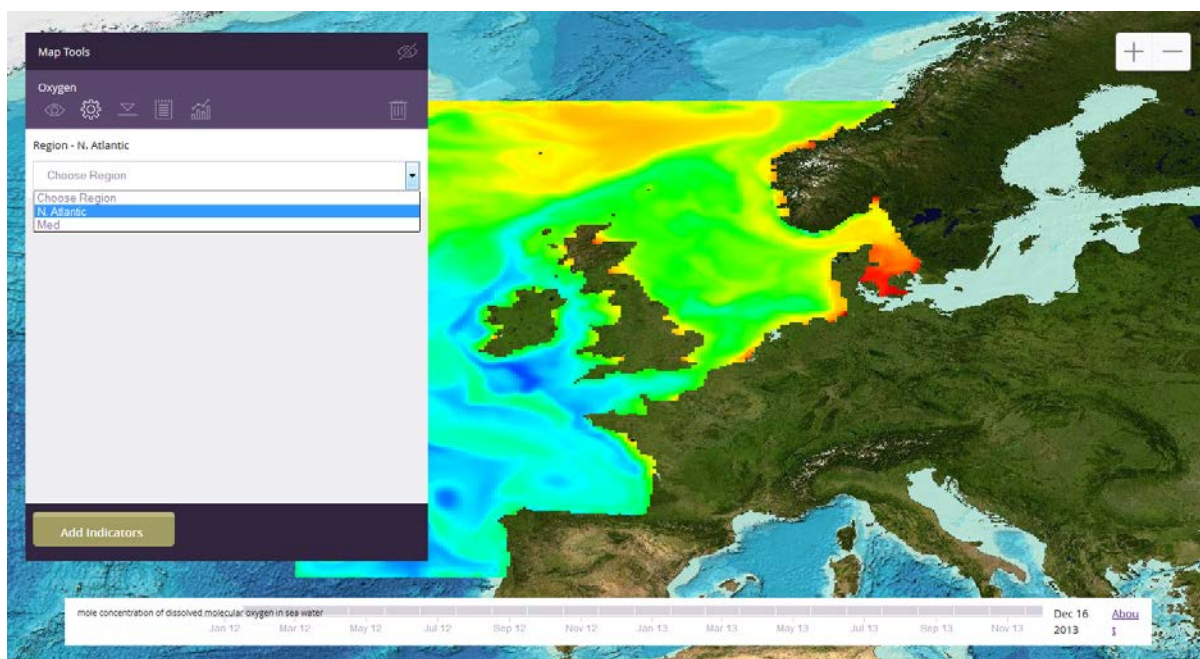 Map Tools
Oxygen
Region - N. Atlantic
Choose Region
Choose Region
N. Atlantic
Med
Add Indicators
+ −
mole concentration of dissolved molecular oxygen in sea water
Jan 12 Mar 12 May 12 Jul 12 Sep 12 Nov 12 Jan 13 Mar 13 May 13 Jul 13 Sep 13 Nov 13
Dec 16
2013
Abou
t